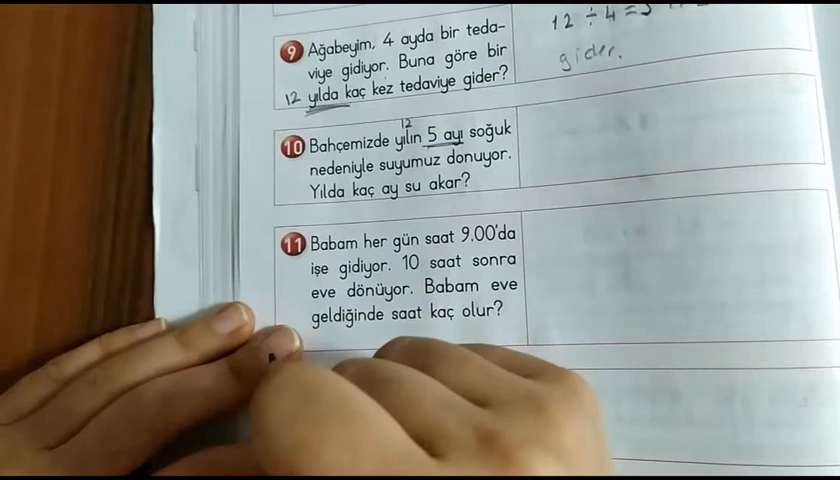 9 Ağabeyim, 4 ayda bir teda-
viye gidiyor. Buna göre bir
12 yılda kaç kez tedaviye gider?
12 ÷ 4 = 3
gider.
12
10 Bahçemizde yılın 5 ayı soğuk
nedeniyle suyumuz donuyor.
Yılda kaç ay su akar?
11 Babam her gün saat 9.00'da
işe gidiyor. 10 saat sonra
eve dönüyor. Babam eve
geldiğinde saat kaç olur?